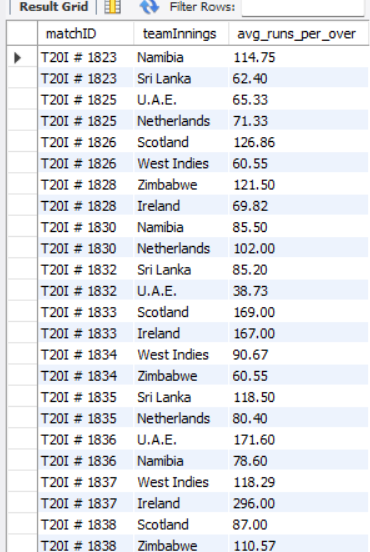 Result Grid Filter Rows:
matchID teamInnings avg_runs_per_over
T20I # 1823 Namibia 114.75
T20I # 1823 Sri Lanka 62.40
T20I # 1825 U.A.E. 65.33
T20I # 1825 Netherlands 71.33
T20I # 1826 Scotland 126.86
T20I # 1826 West Indies 60.55
T20I # 1828 Zimbabwe 121.50
T20I # 1828 Ireland 69.82
T20I # 1830 Namibia 85.50
T20I # 1830 Netherlands 102.00
T20I # 1832 Sri Lanka 85.20
T20I # 1832 U.A.E. 38.73
T20I # 1833 Scotland 169.00
T20I # 1833 Ireland 167.00
T20I # 1834 West Indies 90.67
T20I # 1834 Zimbabwe 60.55
T20I # 1835 Sri Lanka 118.50
T20I # 1835 Netherlands 80.40
T20I # 1836 U.A.E. 171.60
T20I # 1836 Namibia 78.60
T20I # 1837 West Indies 118.29
T20I # 1837 Ireland 296.00
T20I # 1838 Scotland 87.00
T20I # 1838 Zimbabwe 110.57